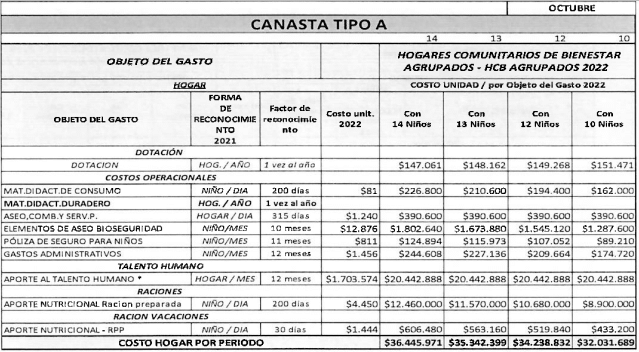 OCTUBRE
CANASTA TIPO A
14 13 12 10
OBJETO DEL GASTO
HOGARES COMUNITARIOS DE BIENESTAR
AGRUPADOS - HCB AGRUPADOS 2022
HOGAR
COSTO UNIDAD / por Objeto del Gasto 2022
OBJETO DEL GASTO
FORMA
DE
RECONOCIMIE
NTO
2021
Factor de
reconocimie
nto
Costo unit.
2022
Con
14 Niños
Con
13 Niños
Con
12 Niños
Con
10 Niños
DOTACIÓN
DOTACION HOG. / AÑO 1 vez al año $147.061 $148.162 $149.268 $151.471
COSTOS OPERACIONALES
MAT.DIDACT.DE CONSUMO NIÑO / DIA 200 días $81 $226.800 $210.600 $194.400 $162.000
MAT.DIDACT.DURADERO HOG. / AÑO 1 vez al año
ASEO,COMB.Y SERV.P. HOGAR / DIA 315 días $1.240 $390.600 $390.600 $390.600 $390.600
ELEMENTOS DE ASEO BIOSEGURIDAD NIÑO/MES 10 meses $12.876 $1.802.640 $1.673.880 $1.545.120 $1.287.600
PÓLIZA DE SEGURO PARA NIÑOS NIÑO/MES 11 meses $811 $124.894 $115.973 $107.052 $89.210
GASTOS ADMINISTRATIVOS NIÑO/MES 12 meses $1.456 $244.608 $227.136 $209.664 $174.720
TALENTO HUMANO
APORTE AL TALENTO HUMANO * HOGAR / MES 12 meses $1.703.574 $20.442.888 $20.442.888 $20.442.888 $20.442.888
RACIONES
APORTE NUTRICIONAL Racion preparada NIÑO / DIA 200 días $4.450 $12.460.000 $11.570.000 $10.680.000 $8.900.000
RACION VACACIONES
APORTE NUTRICIONAL - RPP NIÑO / DIA 30 días $1.444 $606.480 $563.160 $519.840 $433.200
COSTO HOGAR POR PERIODO $36.445.971 $35.342.399 $34.238.832 $32.031.689